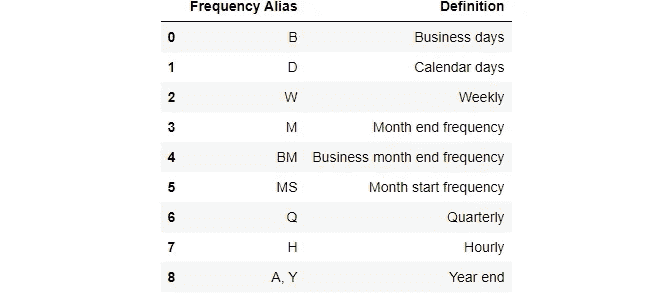 Frequency Alias Definition
0 B Business days
1 D Calendar days
2 W Weekly
3 M Month end frequency
4 BM Business month end frequency
5 MS Month start frequency
6 Q Quarterly
7 H Hourly
8 A, Y Year end